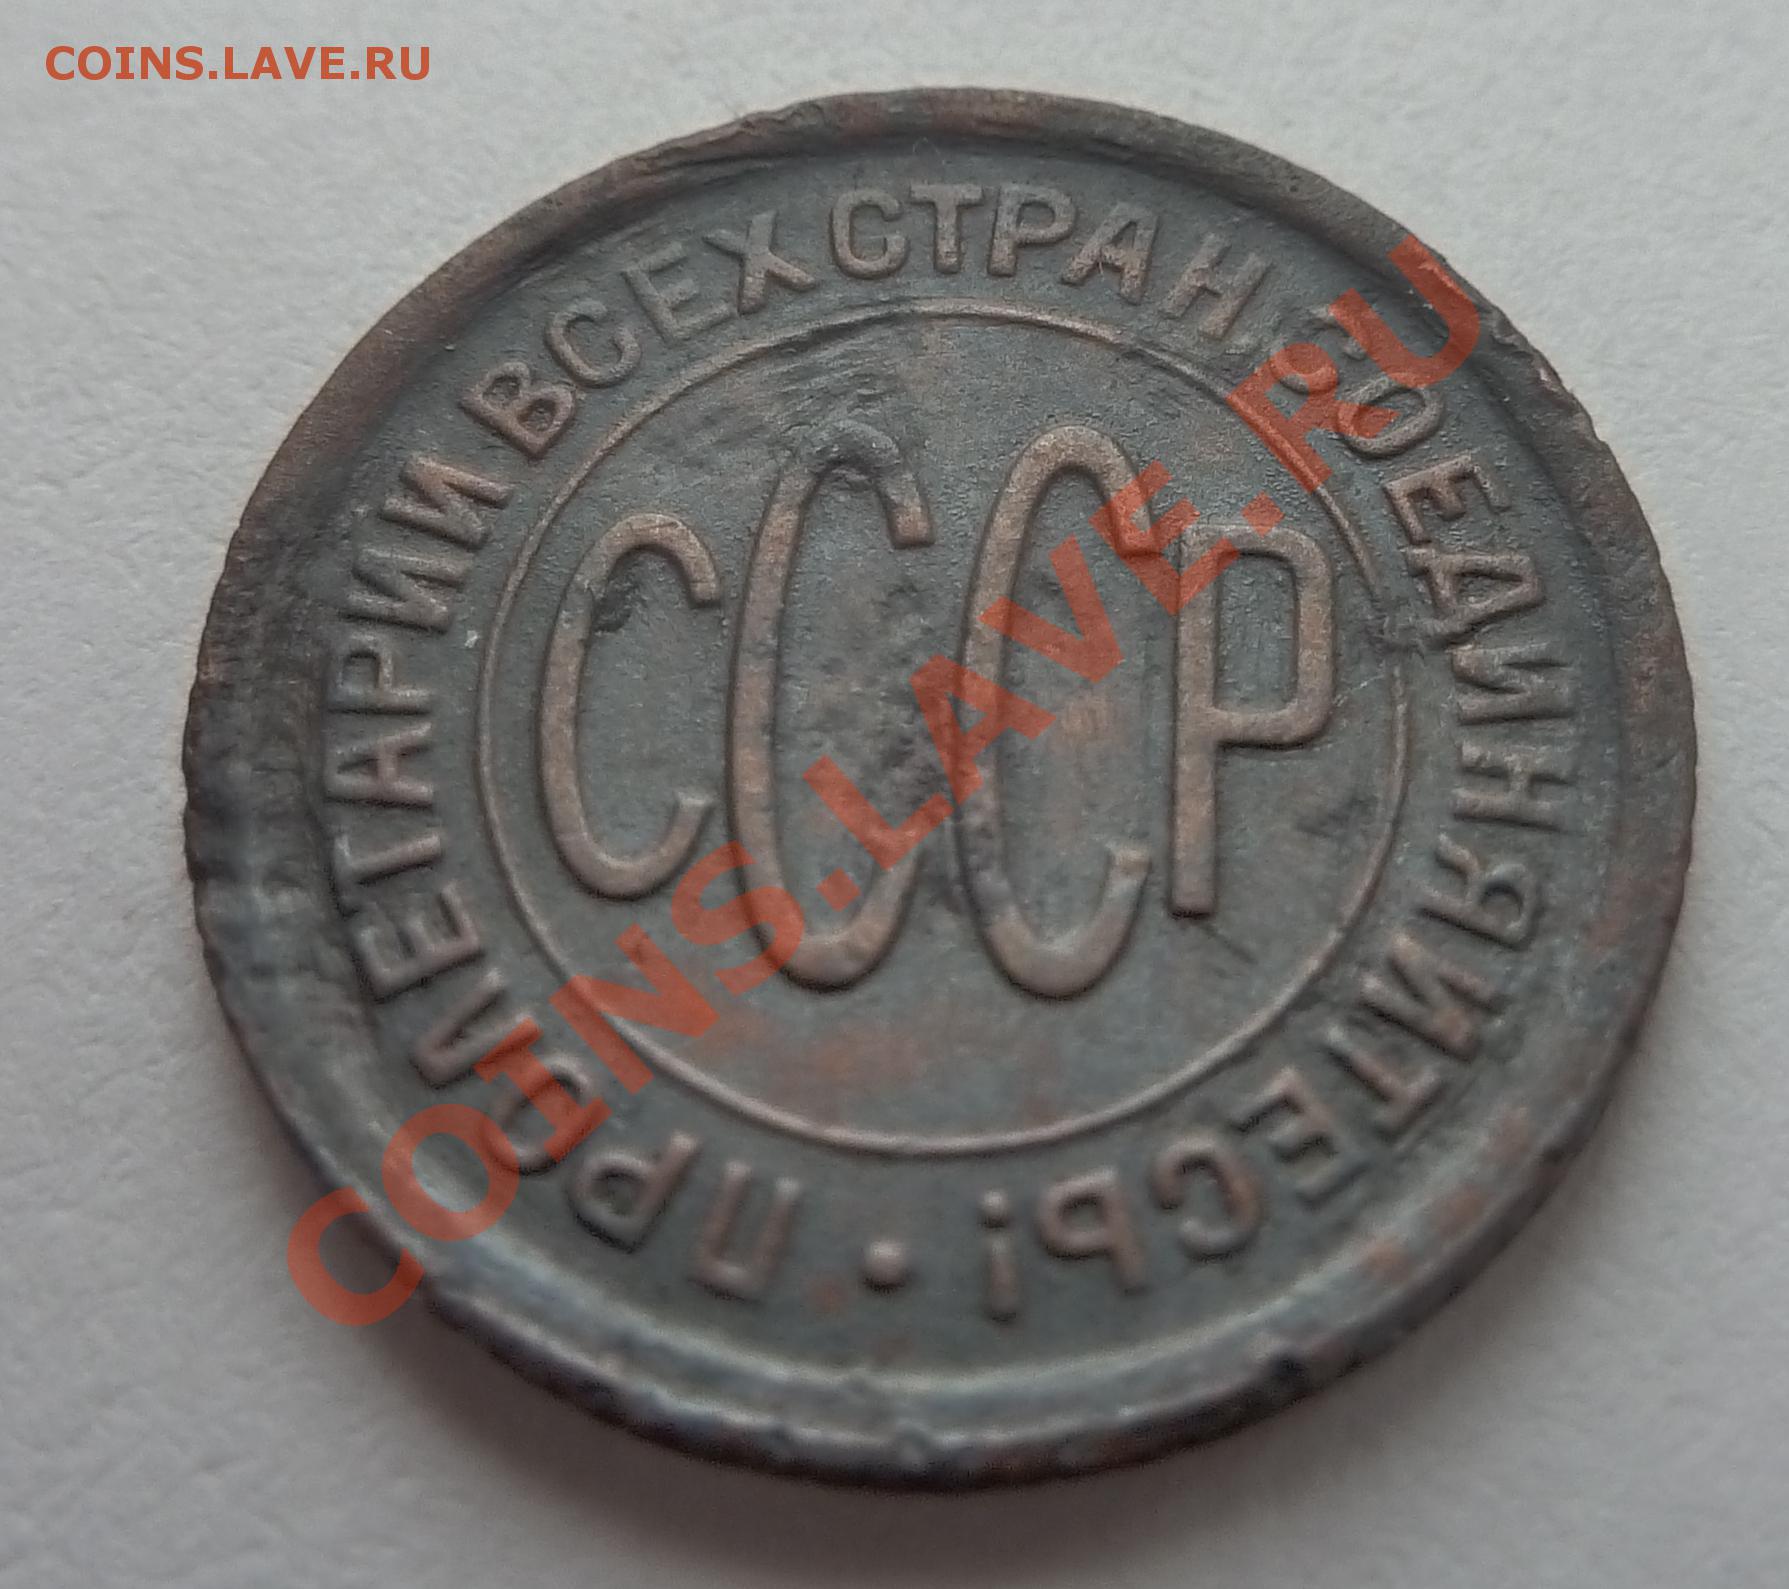 COINS.LAVE.RU
ПРОЛЕТАРИИ ВСЕХ СТРАН СОЕДИНЯЙТЕСЬ! •
СССР
COINS.LAVE.RU